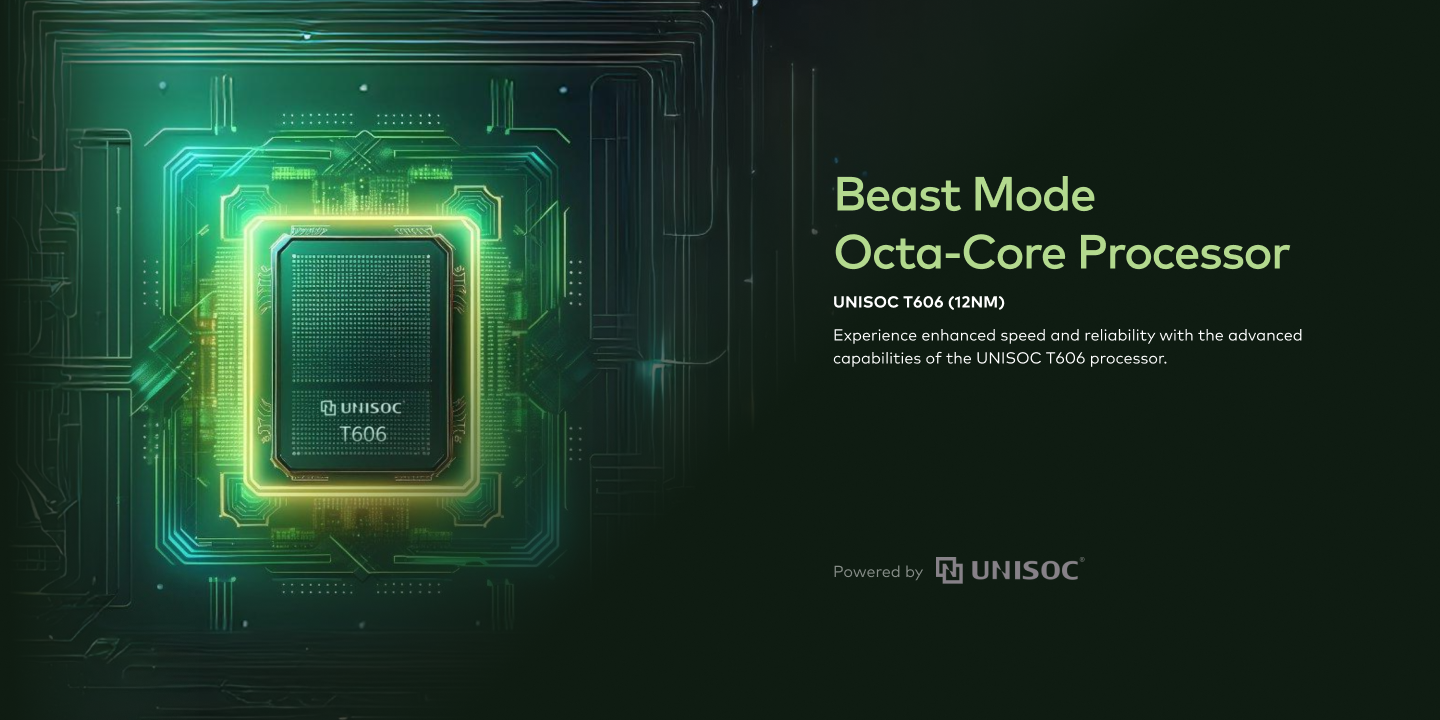 UNISOC
T606
Beast Mode
Octa-Core Processor
UNISOC T606 (12NM)
Experience enhanced speed and reliability with the advanced
capabilities of the UNISOC T606 processor.
Powered by UNISOC®